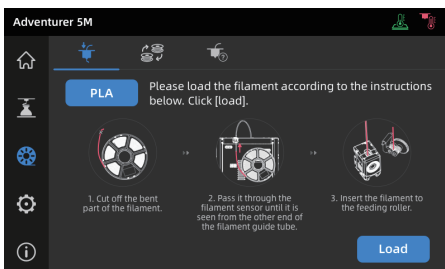 Adventurer 5M
PLA
Please load the filament according to the instructions
below. Click [load].
1. Cut off the bent
part of the filament.
2. Pass it through the
filament sensor until it is
seen from the other end of
the filament guide tube.
3. Insert the filament to
the feeding roller.
Load